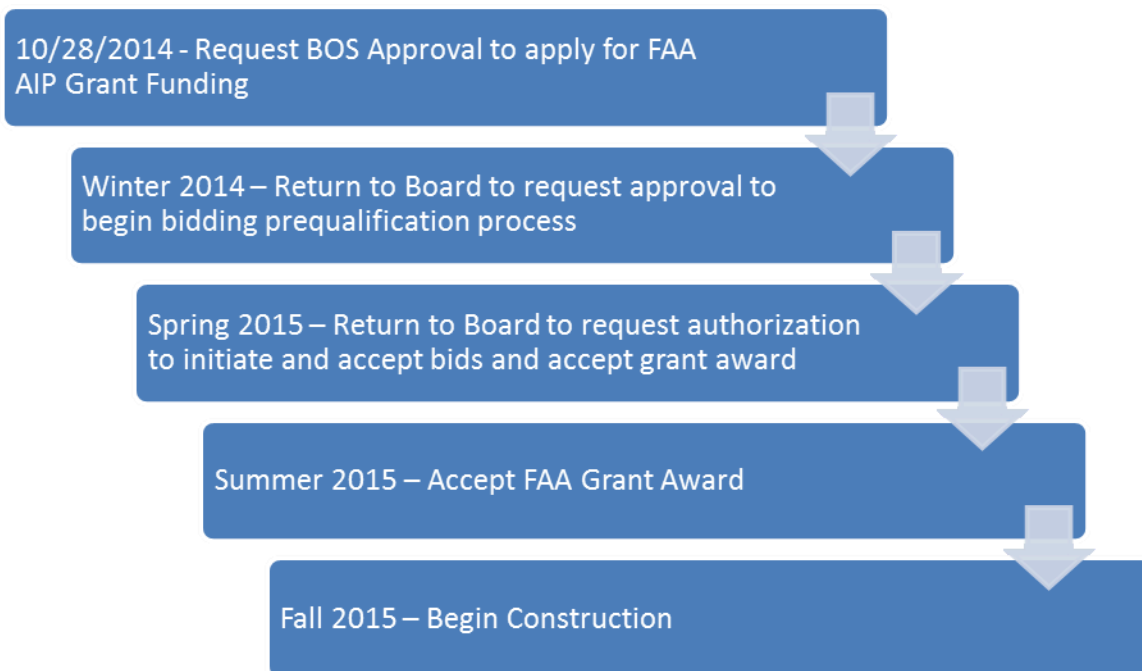 10/28/2014 - Request BOS Approval to apply for FAA
AIP Grant Funding
Winter 2014 – Return to Board to request approval to
begin bidding prequalification process
Spring 2015 – Return to Board to request authorization
to initiate and accept bids and accept grant award
Summer 2015 – Accept FAA Grant Award
Fall 2015 – Begin Construction